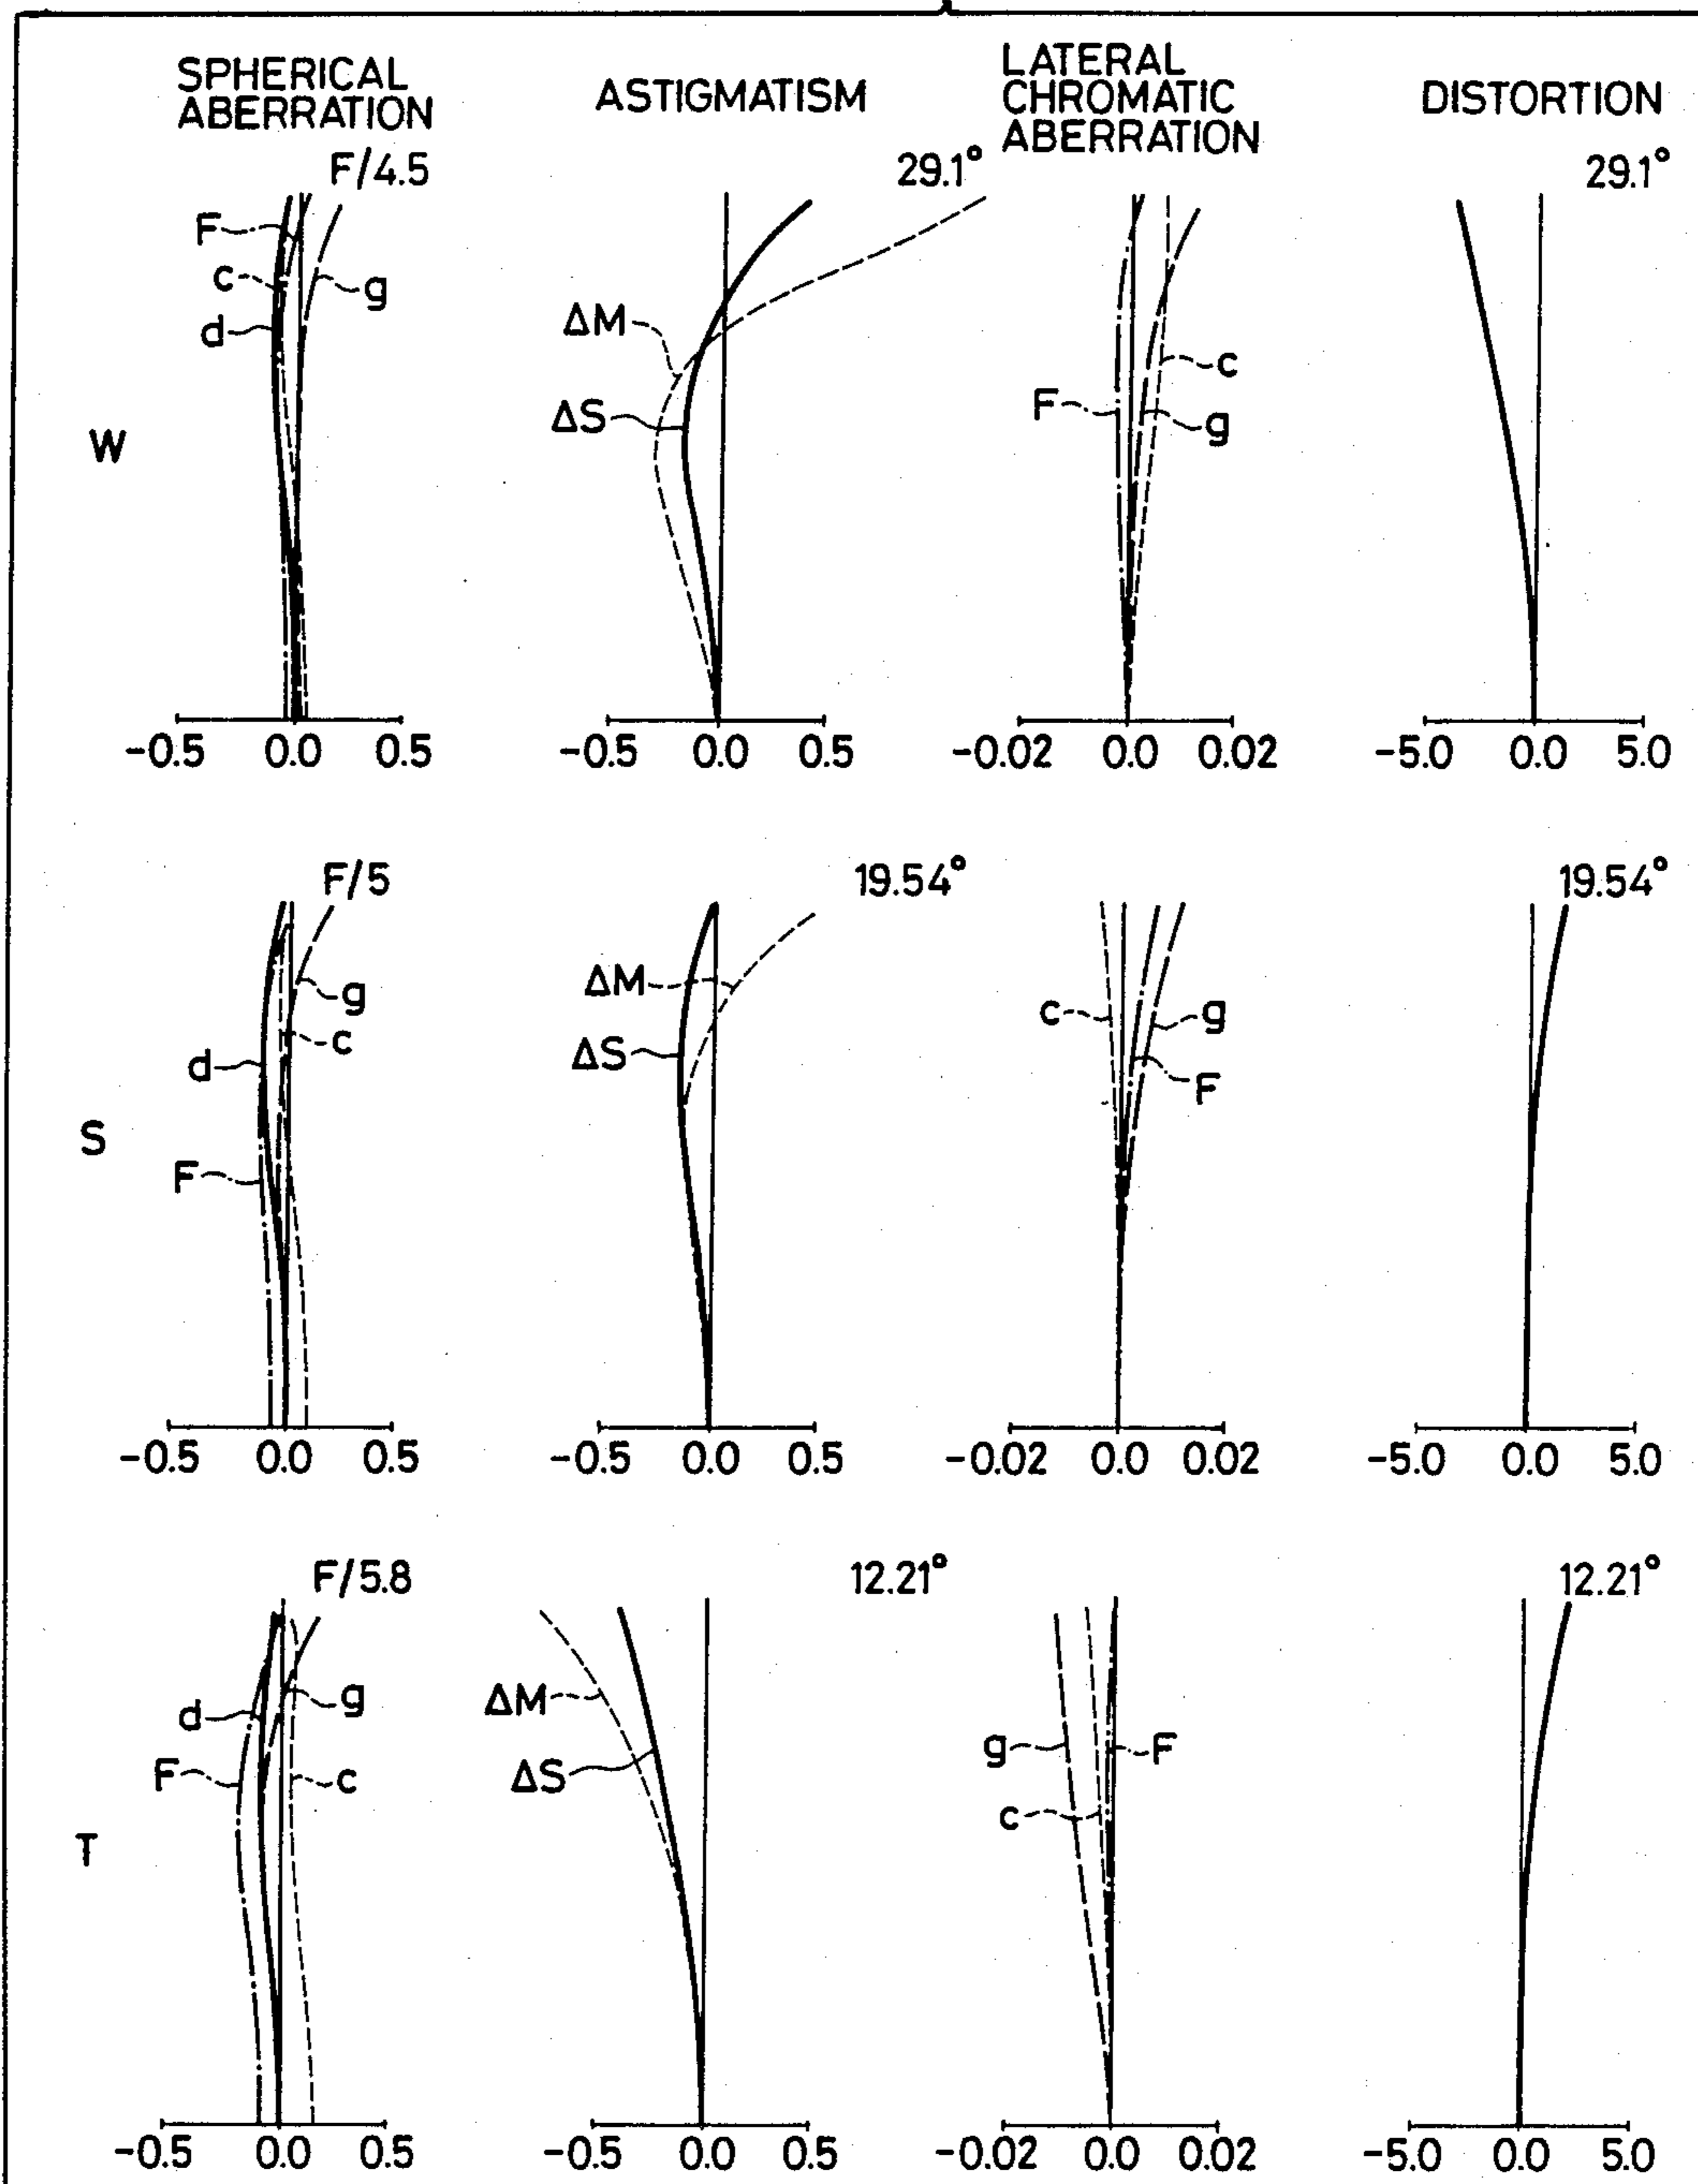 SPHERICAL
ABERRATION
ASTIGMATISM
LATERAL
CHROMATIC
ABERRATION
DISTORTION
W
F/4.5
F
c
d
g
-0.5 0.0 0.5
29.1°
ΔM
ΔS
-0.5 0.0 0.5
F
c
g
-0.02 0.0 0.02
29.1°
-5.0 0.0 5.0
S
F/5
g
c
d
F
-0.5 0.0 0.5
19.54°
ΔM
ΔS
-0.5 0.0 0.5
c
g
F
-0.02 0.0 0.02
19.54°
-5.0 0.0 5.0
T
F/5.8
d
g
F
c
-0.5 0.0 0.5
12.21°
ΔM
ΔS
-0.5 0.0 0.5
g
F
c
-0.02 0.0 0.02
12.21°
-5.0 0.0 5.0